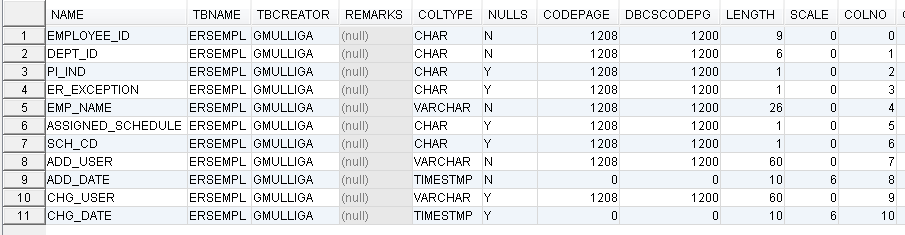 NAME TBNAME TBCREATOR REMARKS COLTYPE NULLS CODEPAGE DBCSCODEPG LENGTH SCALE COLNO
1 EMPLOYEE_ID ERSEMPL GMULLIGA (null) CHAR N 1208 1200 9 0 0
2 DEPT_ID ERSEMPL GMULLIGA (null) CHAR N 1208 1200 6 0 1
3 PI_IND ERSEMPL GMULLIGA (null) CHAR Y 1208 1200 1 0 2
4 ER_EXCEPTION ERSEMPL GMULLIGA (null) CHAR Y 1208 1200 1 0 3
5 EMP_NAME ERSEMPL GMULLIGA (null) VARCHAR N 1208 1200 26 0 4
6 ASSIGNED_SCHEDULE ERSEMPL GMULLIGA (null) CHAR Y 1208 1200 1 0 5
7 SCH_CD ERSEMPL GMULLIGA (null) CHAR Y 1208 1200 1 0 6
8 ADD_USER ERSEMPL GMULLIGA (null) VARCHAR N 1208 1200 60 0 7
9 ADD_DATE ERSEMPL GMULLIGA (null) TIMESTMP N 0 0 10 6 8
10 CHG_USER ERSEMPL GMULLIGA (null) VARCHAR Y 1208 1200 60 0 9
11 CHG_DATE ERSEMPL GMULLIGA (null) TIMESTMP Y 0 0 10 6 10